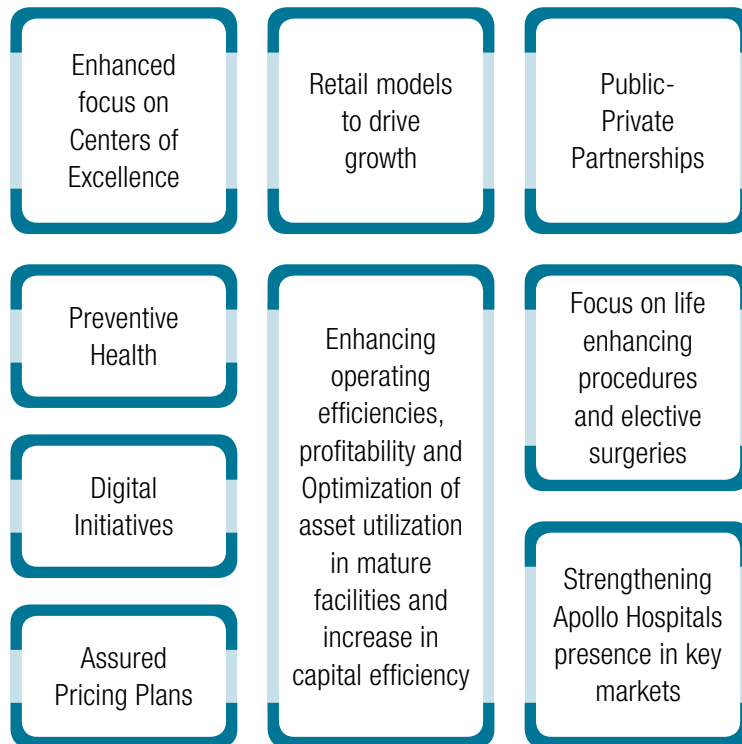 Enhanced
focus on
Centers of
Excellence
Retail models
to drive
growth
Public-
Private
Partnerships
Preventive
Health
Digital
Initiatives
Assured
Pricing Plans
Enhancing
operating
efficiencies,
profitability and
Optimization of
asset utilization
in mature
facilities and
increase in
capital efficiency
Focus on life
enhancing
procedures
and elective
surgeries
Strengthening
Apollo Hospitals
presence in key
markets